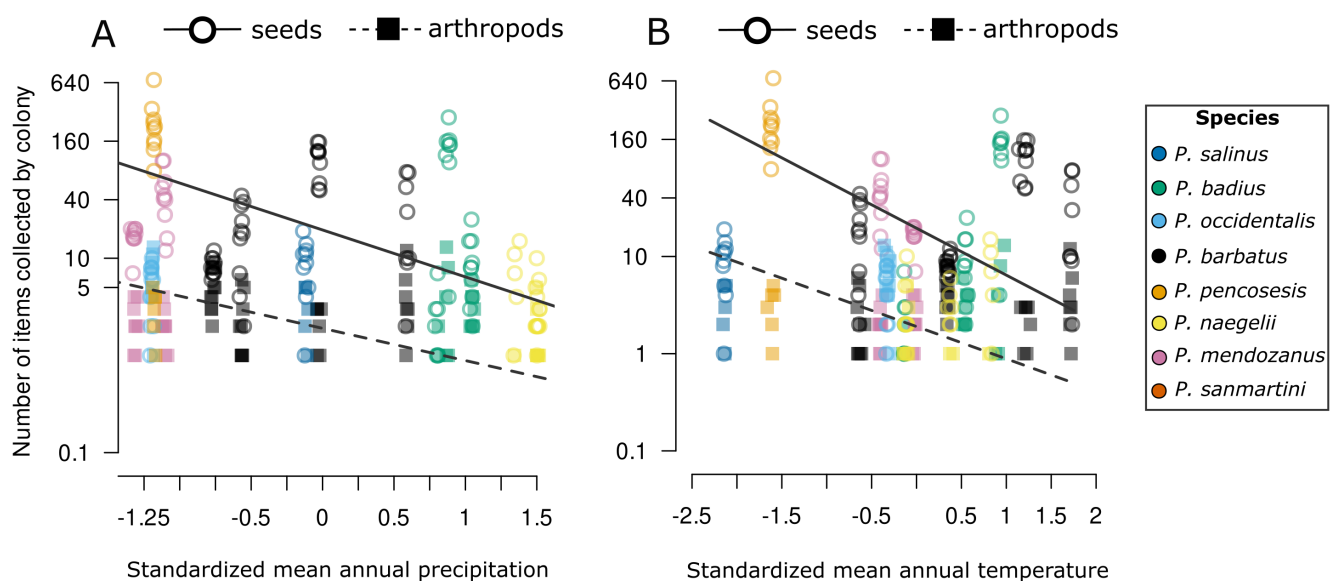 A
seeds
arthropods
B
seeds
arthropods
Number of items collected by colony
640
160
40
10
5
0.1
-1.25
-0.5
0
0.5
1
1.5
Standardized mean annual precipitation
640
160
40
10
1
0.1
-2.5
-1.5
-0.5
0.5
1.5
2
Standardized mean annual temperature
Species
P. salinus
P. badius
P. occidentalis
P. barbatus
P. pencosesis
P. naegelii
P. mendozanus
P. sanmartini